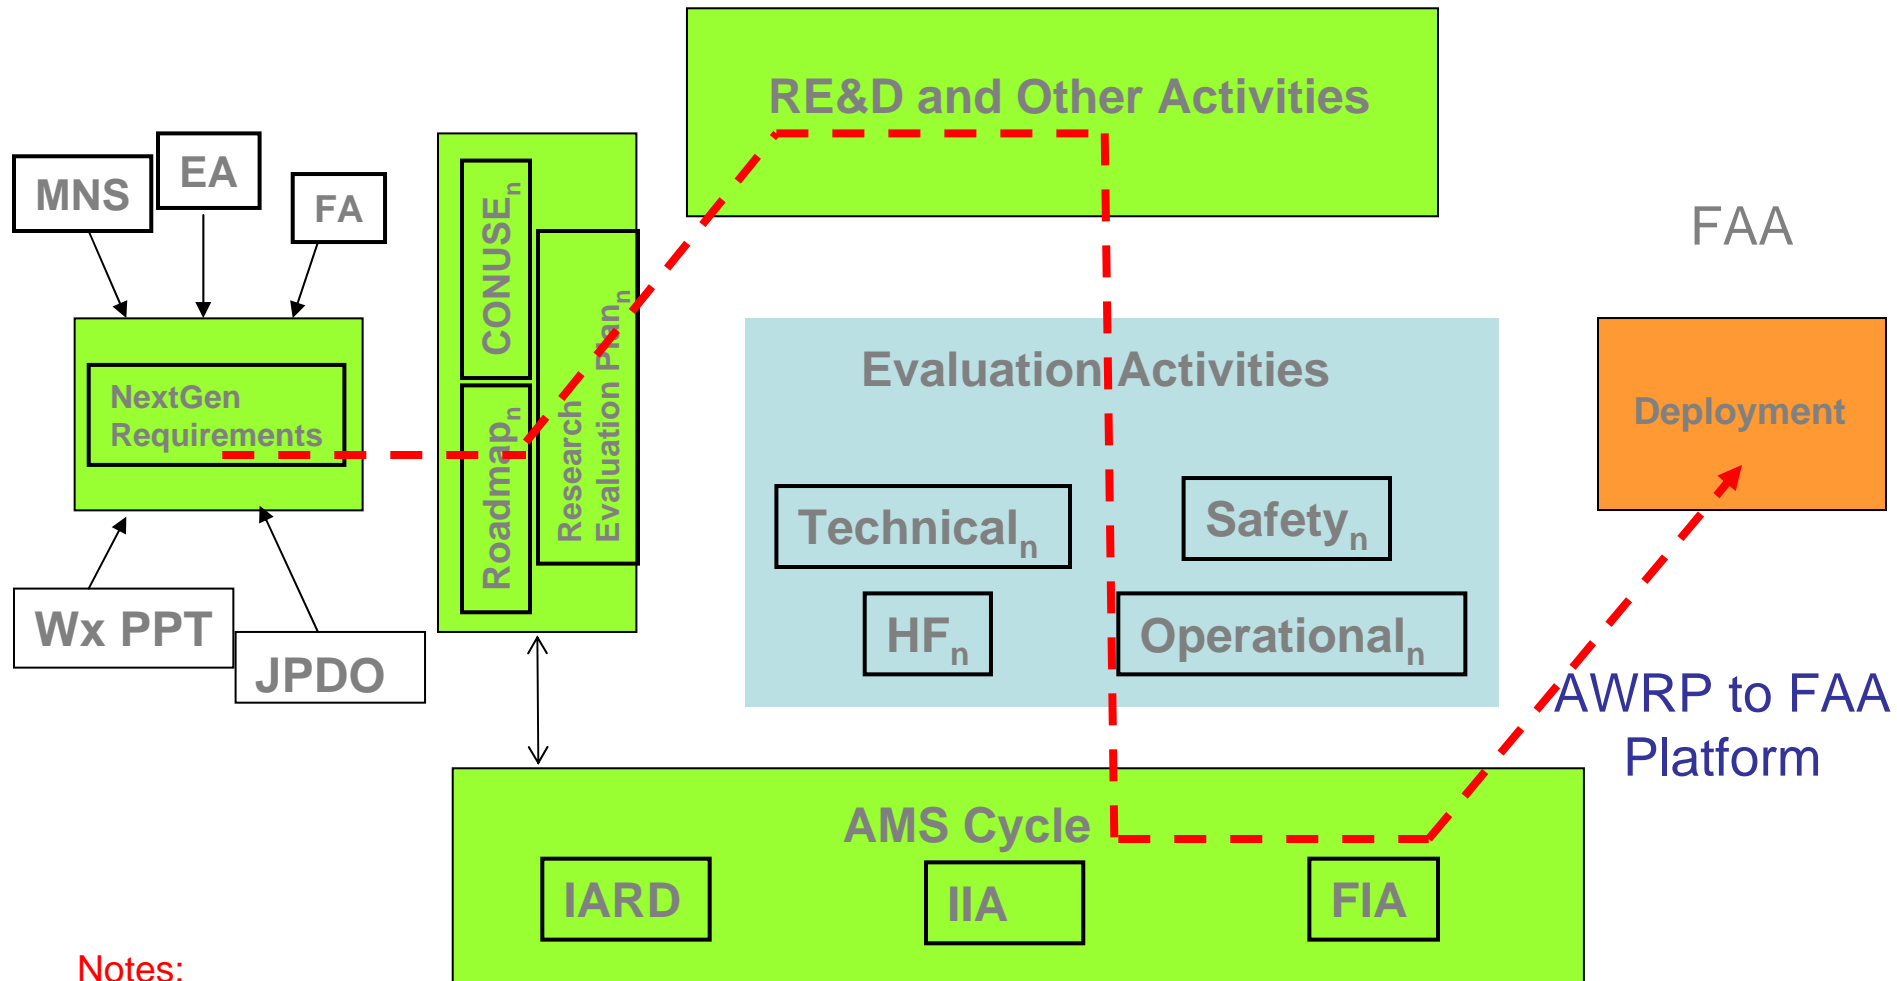 RE&D and Other Activities
MNS
EA
FA
FAA
CONUSEn
Roadmapn
Research
Evaluation Plann
NextGen
Requirements
Evaluation Activities
Deployment
Technicaln
Safetyn
HFn
Operationaln
Wx PPT
JPDO
AWRP to FAA
Platform
AMS Cycle
IARD
IIA
FIA
Notes: